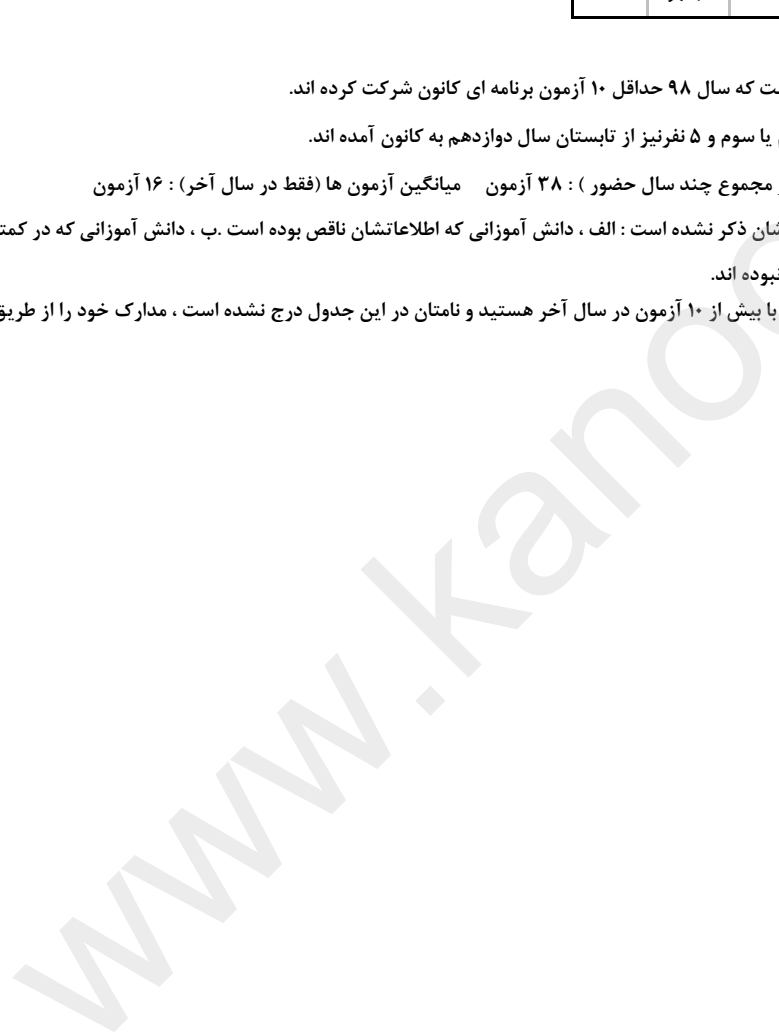 که سال ۹۸ حداقل ۱۰ آزمون برنامه ای کانون شرکت کرده اند.
یا سوم و ۵ نفرنیز از تابستان سال دوازدهم به کانون آمده اند.
مجموع چند سال حضور ) : ۳۸ آزمون میانگین آزمون ها (فقط در سال آخر) : ۱۶ آزمون
ذکر نشده است : الف ، دانش آموزانی که اطلاعاتشان ناقص بوده است .ب ، دانش آموزانی که در
نبوده اند.
با بیش از ۱۰ آزمون در سال آخر هستید و نامتان در این جدول درج نشده است ، مدارک خود را از
www.kano